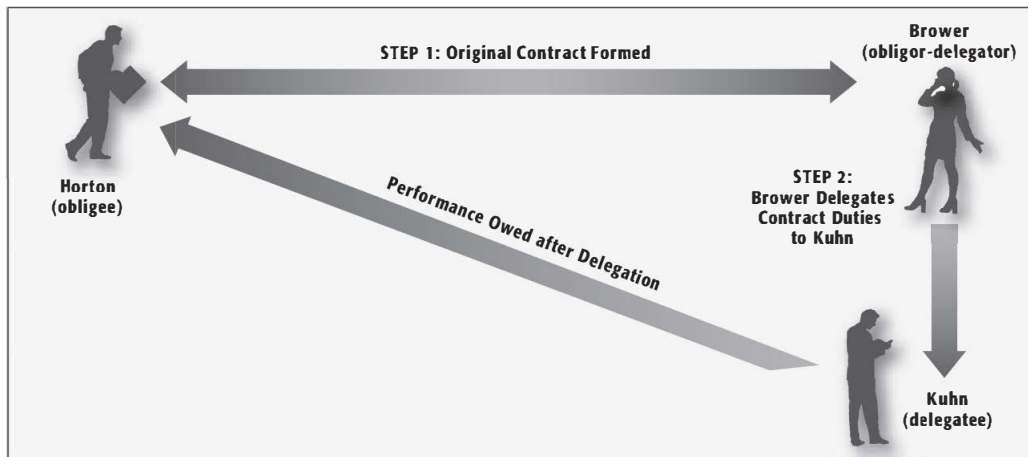 STEP 1: Original Contract Formed
Brower
(obligor-delegator)
Horton
(obligee)
Performance Owed after Delegation
STEP 2:
Brower Delegates
Contract Duties
to Kuhn
Kuhn
(delegatee)